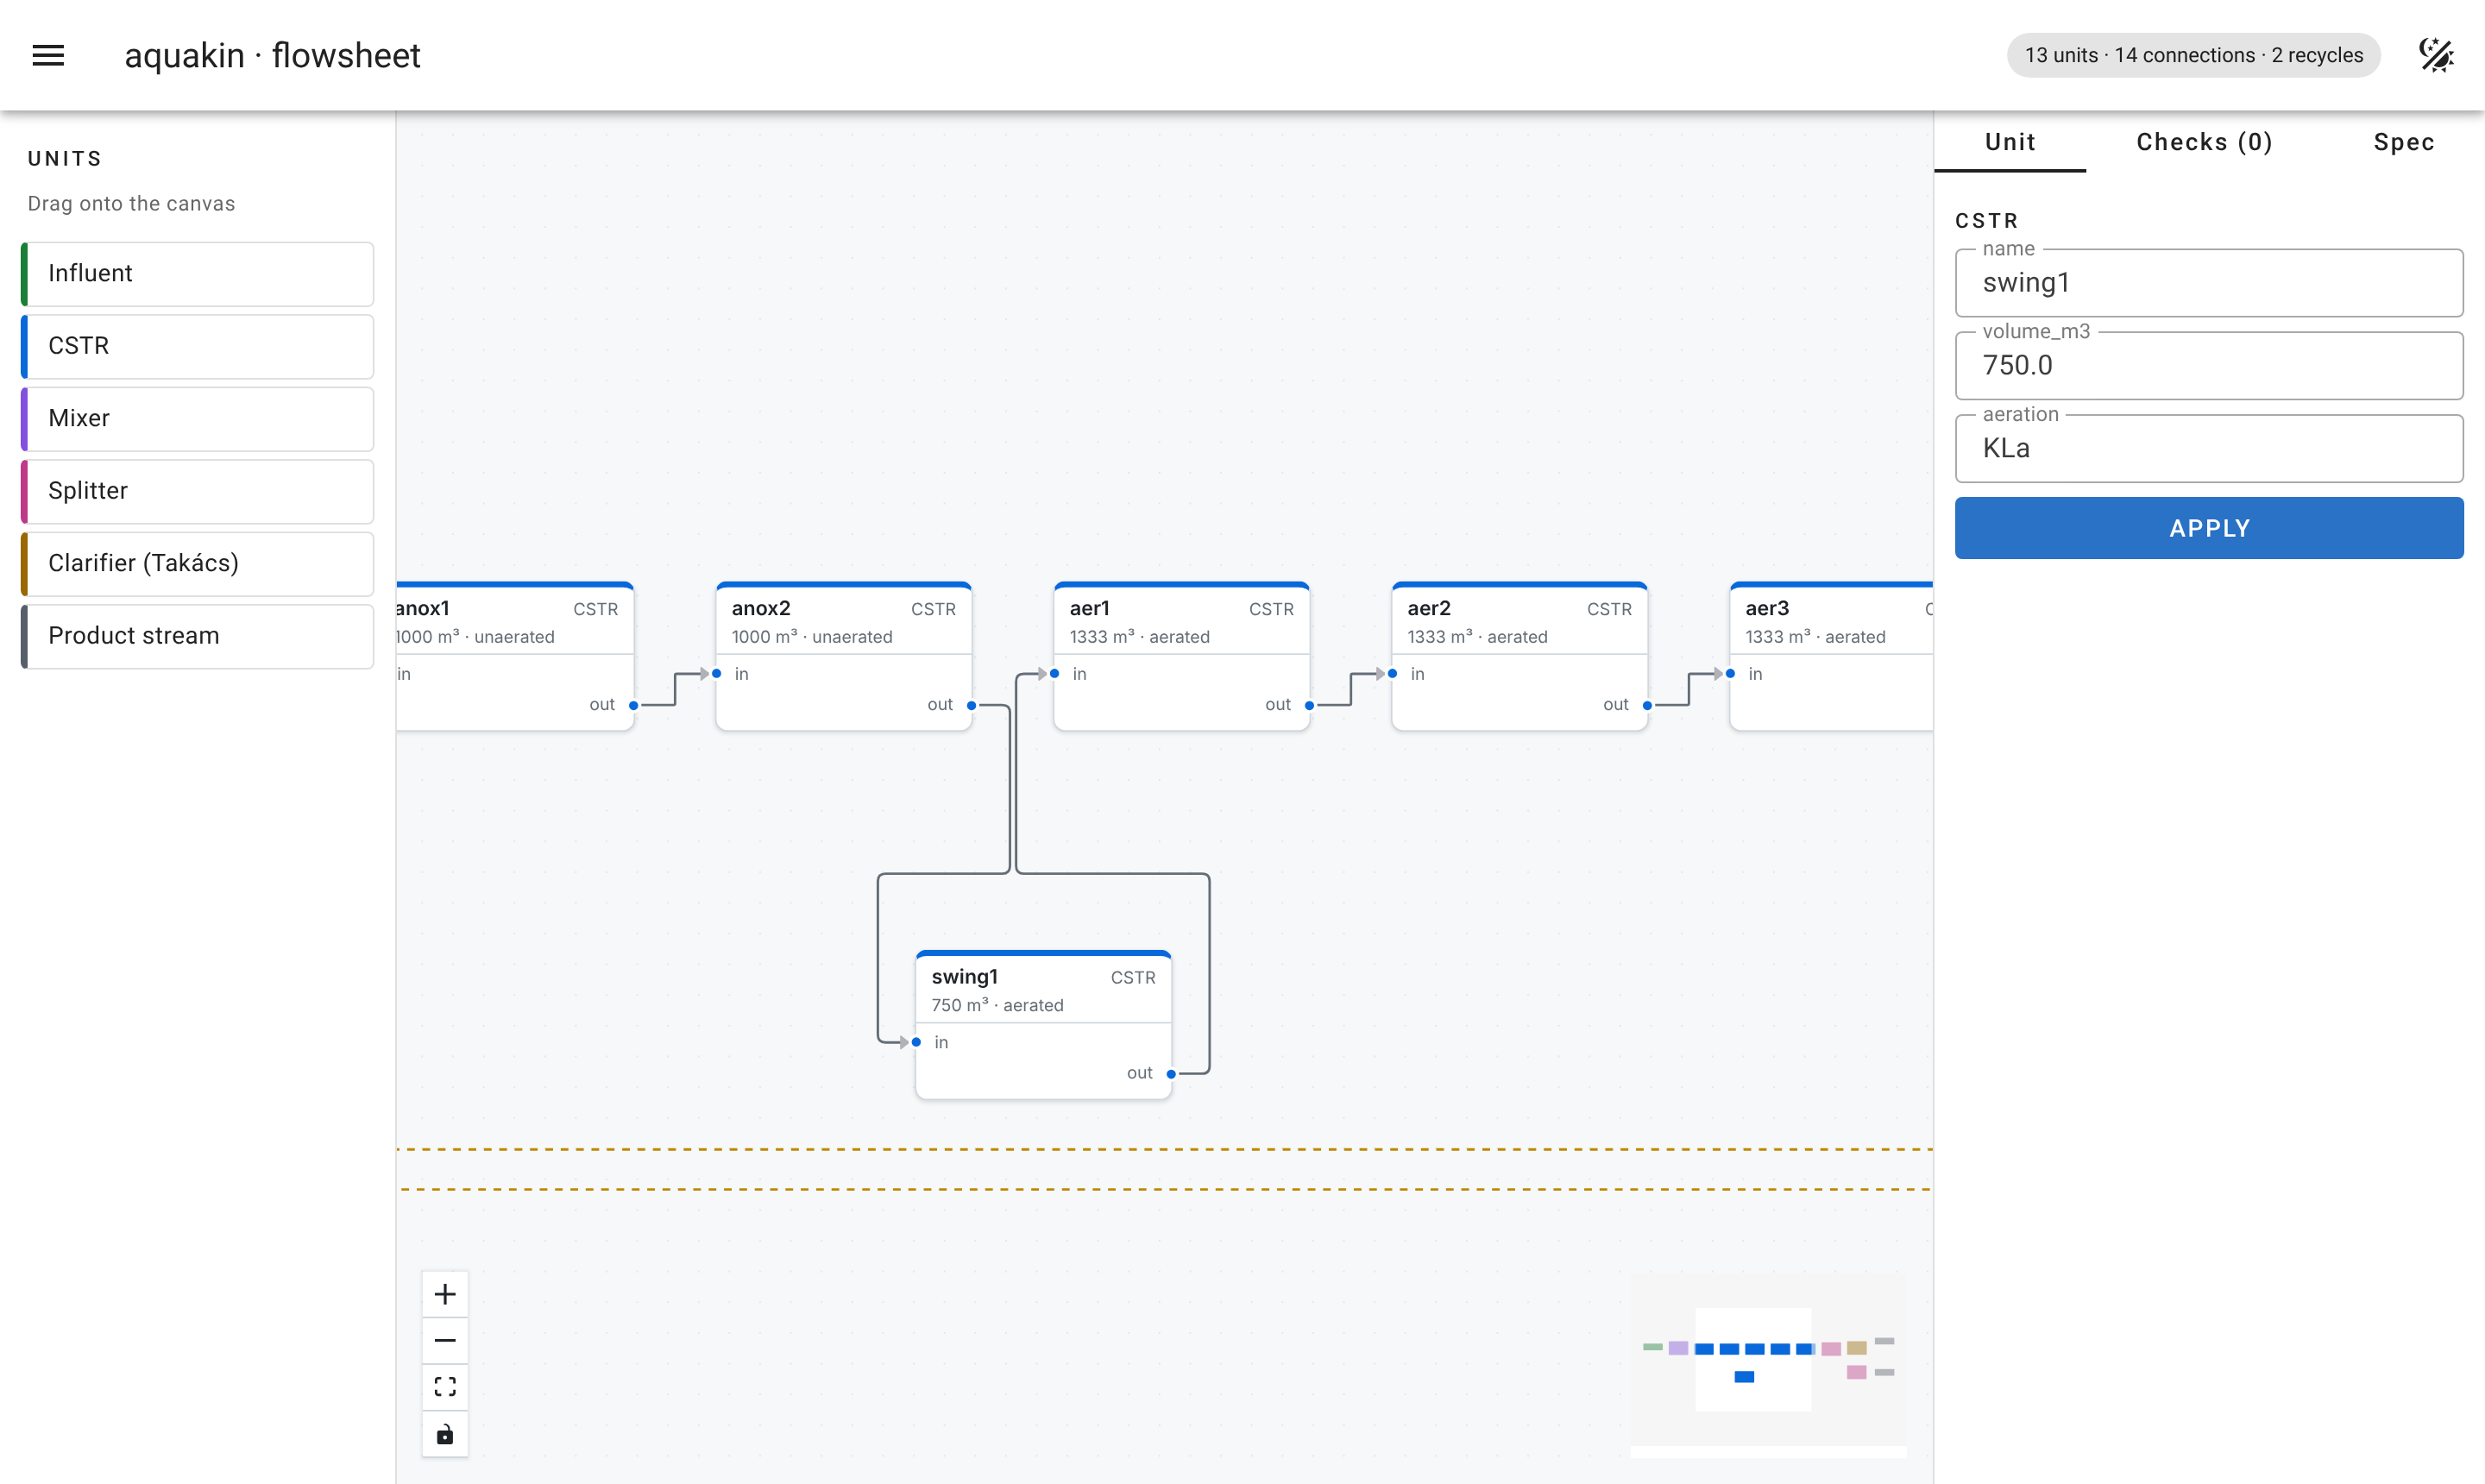 aquakin · flowsheet
13 units · 14 connections · 2 recycles
UNITS
Drag onto the canvas
Influent
CSTR
Mixer
Splitter
Clarifier (Takács)
Product stream
anox1 CSTR
1000 m³ · unaerated
in
out
anox2 CSTR
1000 m³ · unaerated
in
out
aer1 CSTR
1333 m³ · aerated
in
out
aer2 CSTR
1333 m³ · aerated
in
out
aer3 C
1333 m³ · aerated
in
swing1 CSTR
750 m³ · aerated
in
out
Unit Checks (0) Spec
CSTR
name
swing1
volume_m3
750.0
aeration
KLa
APPLY